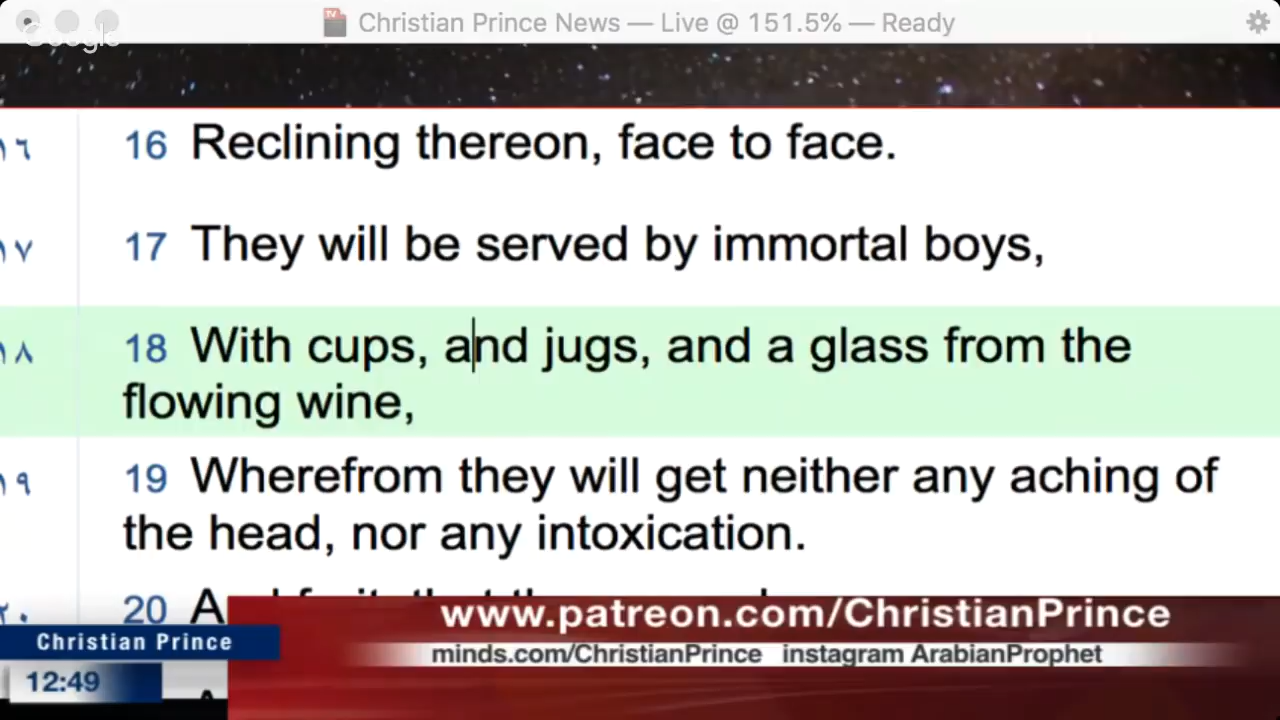 Christian Prince News — Live @ 151.5% — Ready
Google
١٦ 16 Reclining thereon, face to face.
١٧ 17 They will be served by immortal boys,
١٨ 18 With cups, and jugs, and a glass from the
flowing wine,
١٩ 19 Wherefrom they will get neither any aching of
the head, nor any intoxication.
٢٠ 20
www.patreon.com/ChristianPrince
Christian Prince
minds.com/ChristianPrince instagram ArabianProphet
12:49